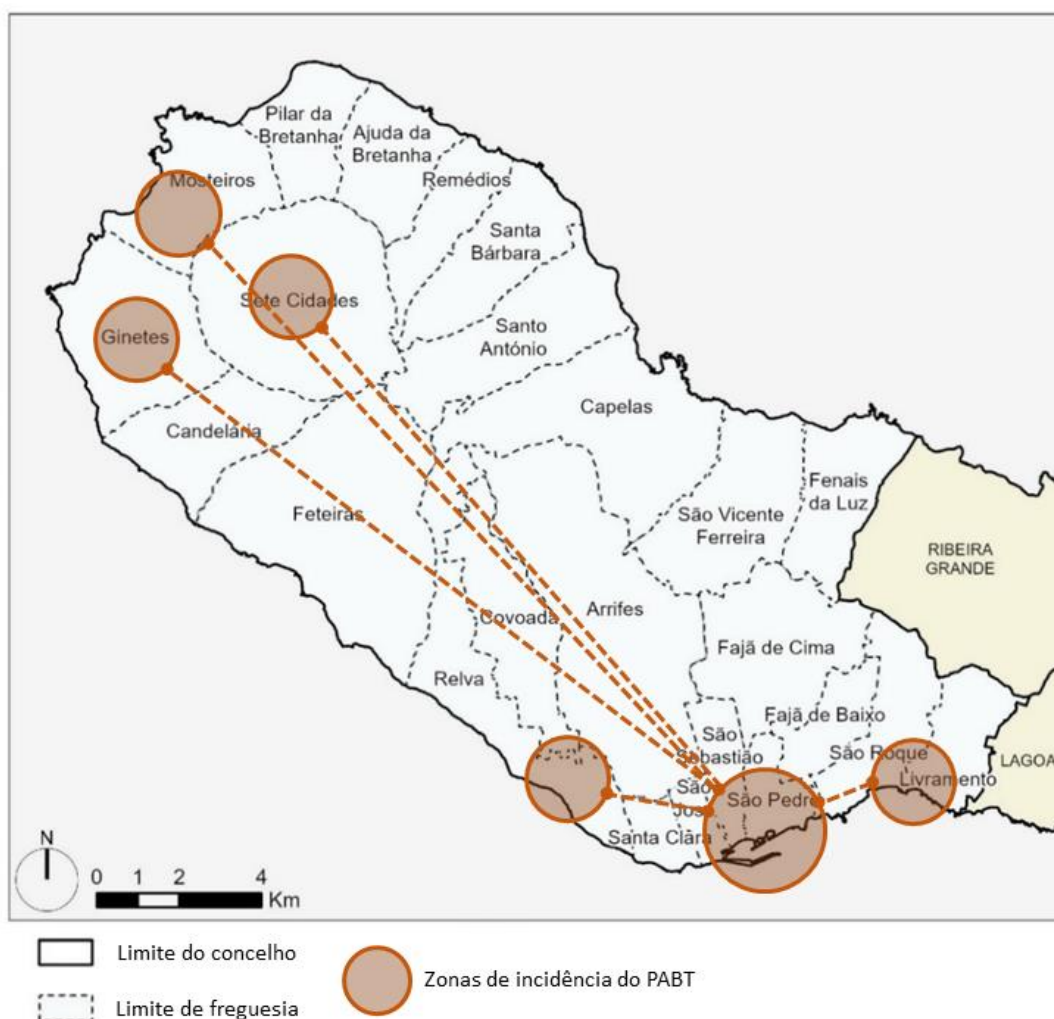 Pilar da
Bretanha
Ajuda da
Bretanha
Mosteiros
Remédios
Santa
Bárbara
Sete Cidades
Santo
António
Ginetes
Capelas
Candelária
Fenais
da Luz
Feteiras
São Vicente
Ferreira
RIBEIRA
GRANDE
Covoada
Arrifes
Fajã de Cima
Relva
Fajã de Baixo
São
Sebastião
São Roque
LAGOA
Livramento
São
José
São Pedro
Santa Clara
N
0 1 2 4
Km
Limite do concelho
Zonas de incidência do PABT
Limite de freguesia